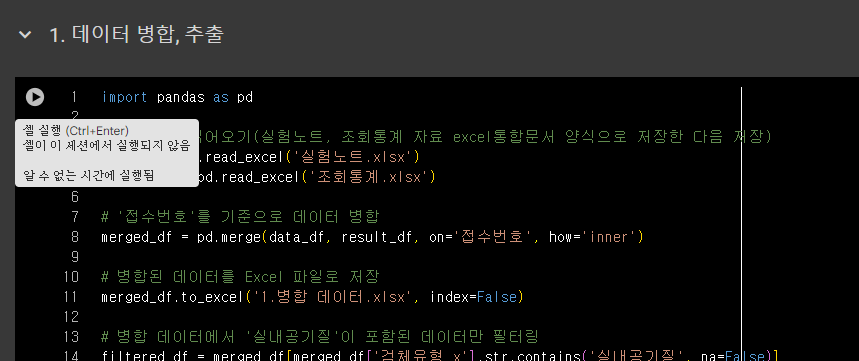 1. 데이터 병합, 추출
1 import pandas as pd
2
셀 실행 (Ctrl+Enter)
셀이 이 세션에서 실행되지 않음
알 수 없는 시간에 실행됨
어오기(실험노트, 조회통계 자료 excel통합문서 양식으로 저장한 다음 저장)
.read_excel('실험노트.xlsx')
pd.read_excel('조회통계.xlsx')
6
7 # '접수번호'를 기준으로 데이터 병합
8 merged_df = pd.merge(data_df, result_df, on='접수번호', how='inner')
9
10 # 병합된 데이터를 Excel 파일로 저장
11 merged_df.to_excel('1.병합 데이터.xlsx', index=False)
12
13 # 병합 데이터에서 '실내공기질'이 포함된 데이터만 필터링
14 filtered_df = merged_df[merged_df['검체유형_x'].str.contains('실내공기질', na=False)]